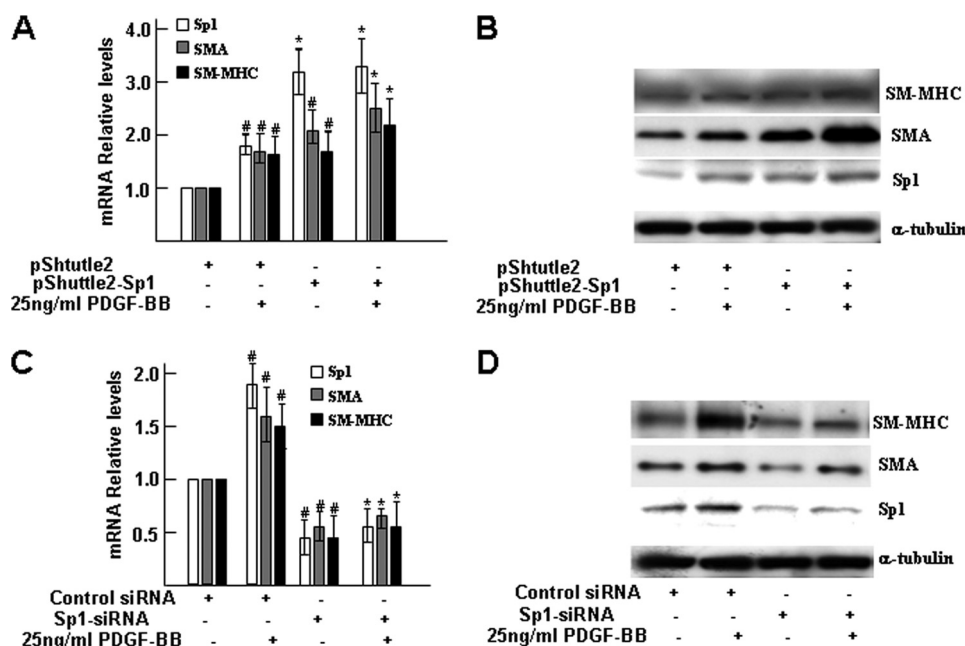 A
Sp1
SMA
SM-MHC
mRNA Relative levels
4.0
3.0
2.0
1.0
* 
# # #
* # #
* * *
pShtutle2 + + - -
pShuttle2-Sp1 - - + +
25ng/ml PDGF-BB - + - +
B
SM-MHC
SMA
Sp1
α-tubulin
pShtutle2 + + - -
pShuttle2-Sp1 - - + +
25ng/ml PDGF-BB - + - +
C
Sp1
SMA
SM-MHC
mRNA Relative levels
2.0
1.5
1.0
0.5
# # #
# # #
* * *
Control siRNA + + - -
Sp1-siRNA - - + +
25ng/ml PDGF-BB - + - +
D
SM-MHC
SMA
Sp1
α-tubulin
Control siRNA + + - -
Sp1-siRNA - - + +
25ng/ml PDGF-BB - + - +